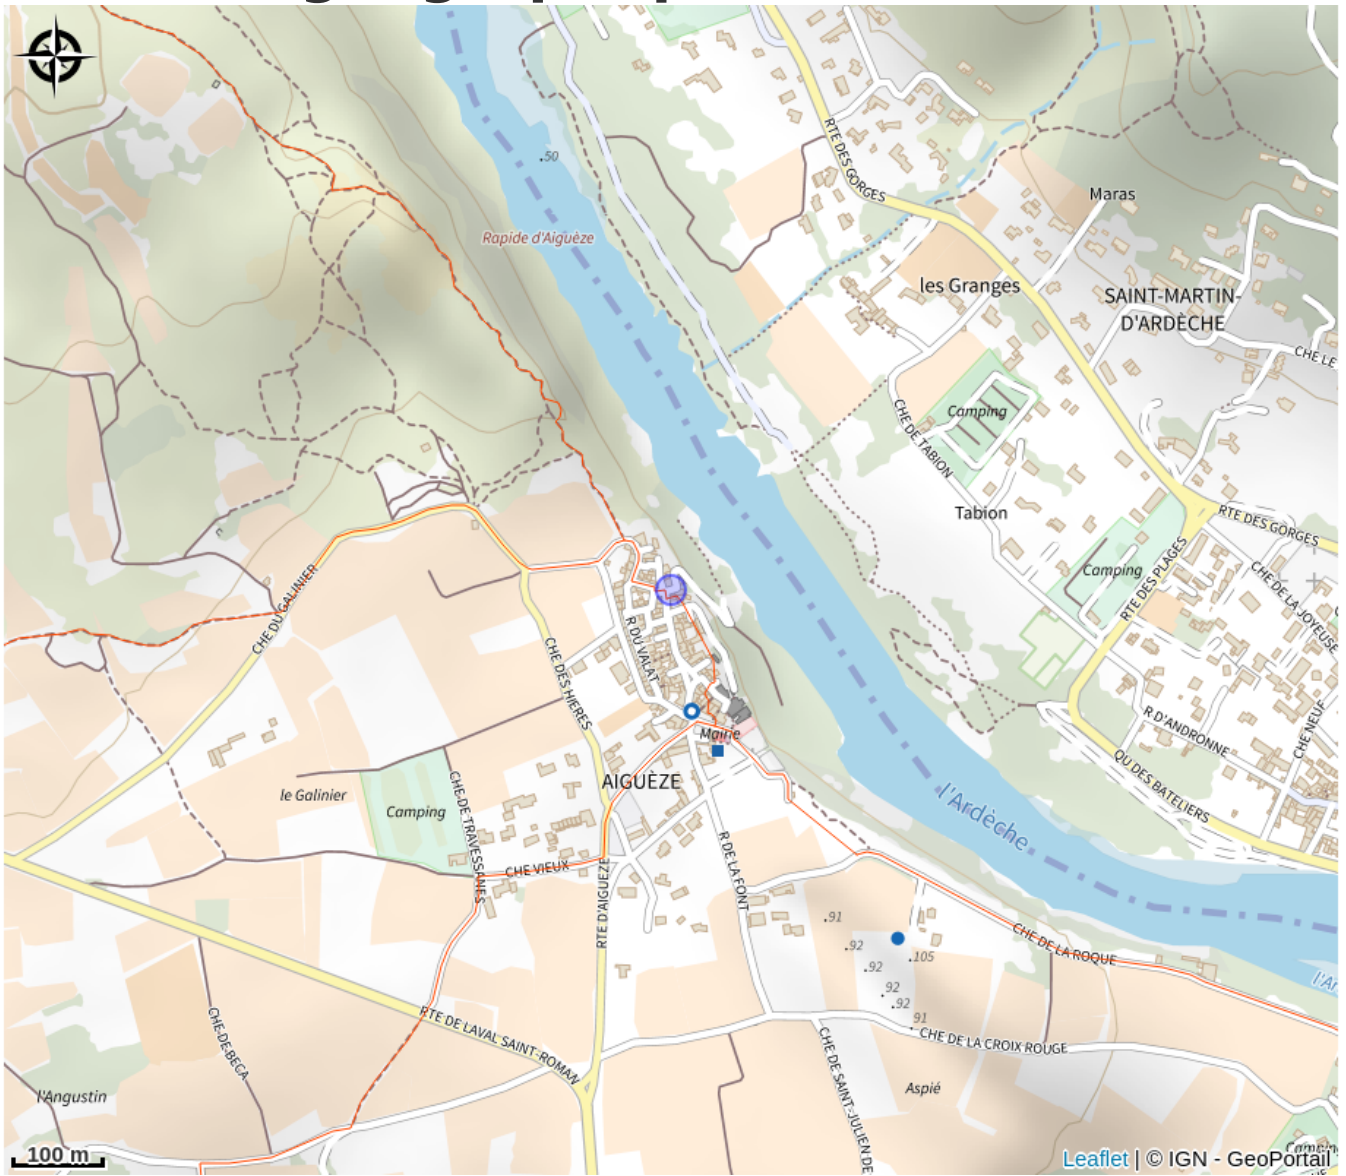 .50
RTE DES GORGES
Maras
Rapide d'Aiguèze
les Granges
SAINT-MARTIN-
D'ARDÈCHE
CHE LE
Camping
CHE DE TABION
Tabion
RTE DES GORGES
Camping
RTE DES PLAGES
CHE DE LA JOYEUSE
CHE DU GALINIER
R DU VALAT
CHE DES HIERES
R D'ANDRONNE
CHE NEUF
Mairie
QU DES BATELIERS
AIGUÈZE
le Galinier
Camping
CHE DE TRAVESSANES
l'Ardèche
CHE VIEUX
R DE LA FONT
RTE D'AIGUEZE
.91
.92
.105
CHE DE LA ROQUE
.92
92
.92
91
l'Ar
RTE DE LAVAL SAINT-ROMAN
CHE DE BECA
CHE DE LA CROIX ROUGE
CHE DE SAINT-JULIEN DE
Aspié
l'Angustin
100 m
Camping
Leaflet | © IGN - GeoPortail